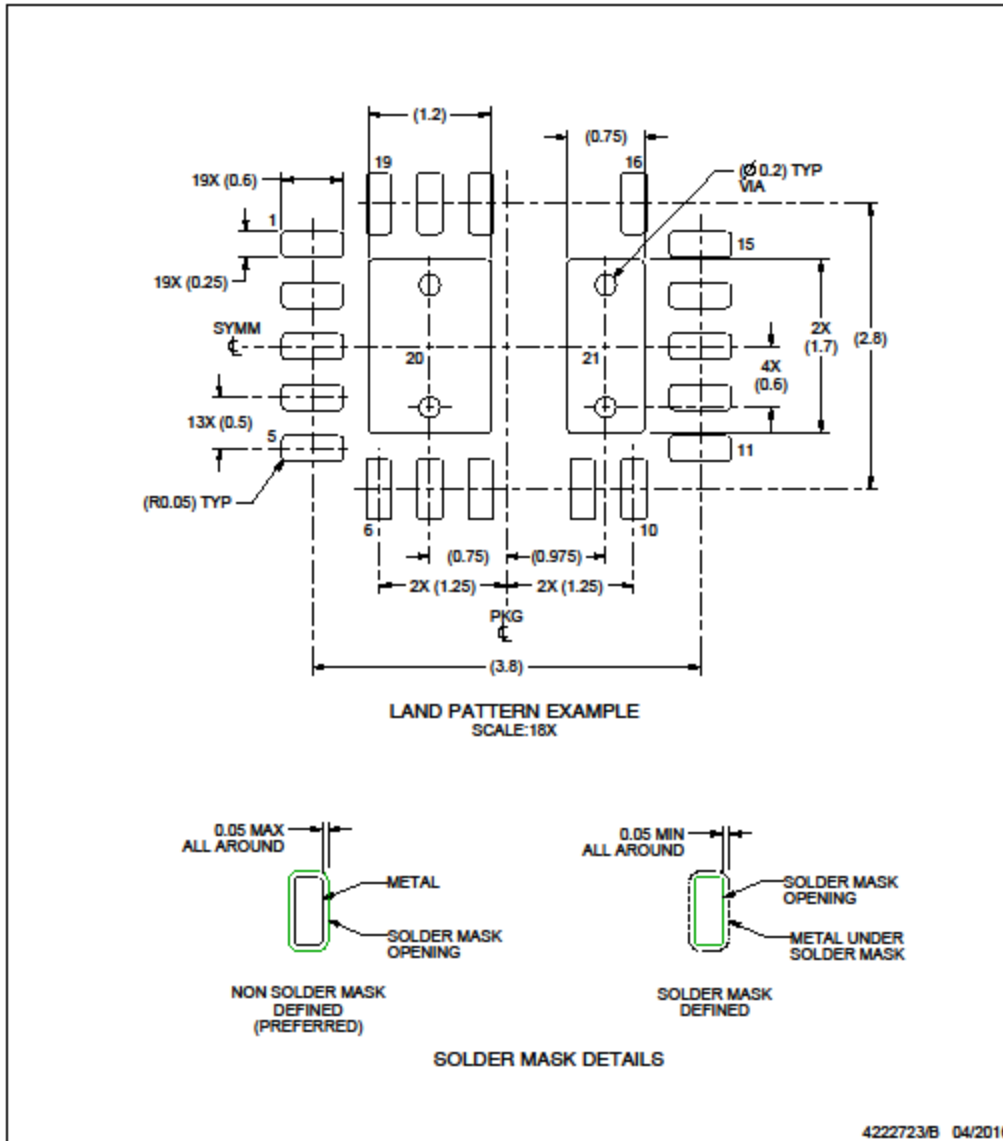 (1.2)
(0.75)
19
16
(Ø 0.2) TYP
VIA
19X (0.6)
1
15
19X (0.25)
SYMM
℄
20
21
2X
(1.7)
(2.8)
4X
(0.6)
13X (0.5)
5
11
(R0.05) TYP
6
10
(0.75)
(0.975)
2X (1.25)
2X (1.25)
PKG
℄
(3.8)
LAND PATTERN EXAMPLE
SCALE:18X
0.05 MAX
ALL AROUND
METAL
SOLDER MASK
OPENING
NON SOLDER MASK
DEFINED
(PREFERRED)
0.05 MIN
ALL AROUND
SOLDER MASK
OPENING
METAL UNDER
SOLDER MASK
SOLDER MASK
DEFINED
SOLDER MASK DETAILS
4222723/B 04/2016